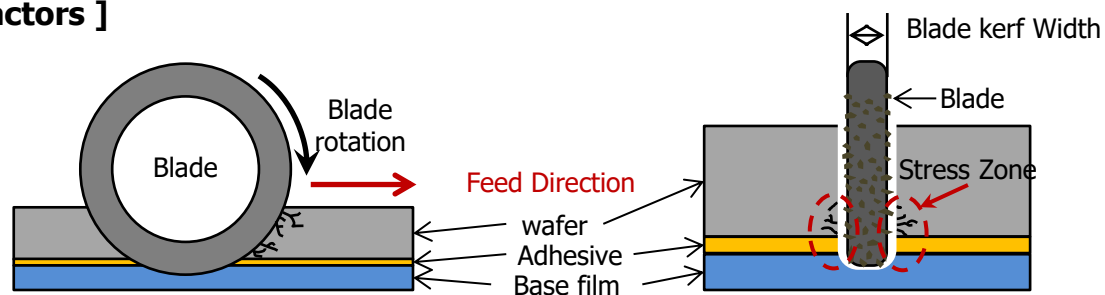 actors ]
Blade kerf Width
Blade
rotation
Blade
Blade
Feed Direction
Stress Zone
wafer
Adhesive
Base film